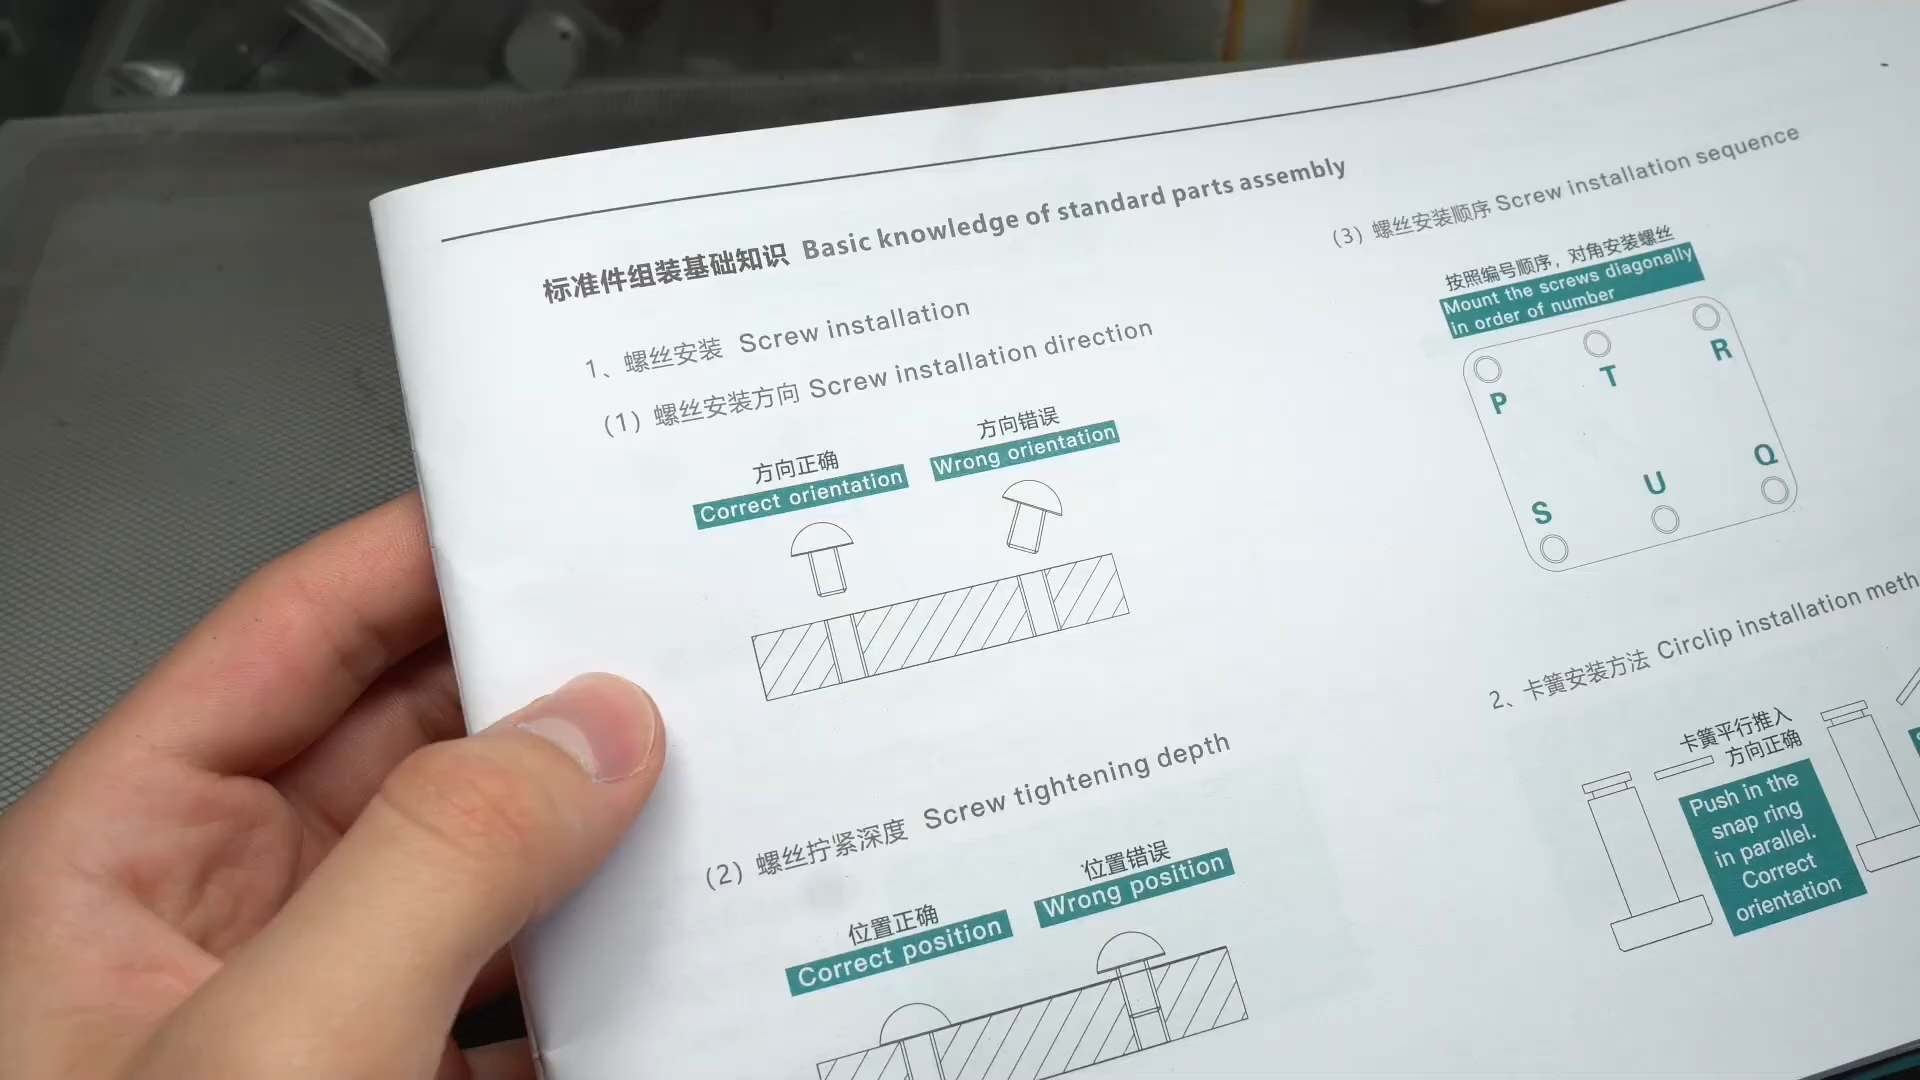 标准件组装基础知识 Basic knowledge of standard parts assembly
1、螺丝安装 Screw installation
(1) 螺丝安装方向 Screw installation direction
方向正确
Correct orientation
方向错误
Wrong orientation
(2) 螺丝拧紧深度 Screw tightening depth
位置正确
Correct position
位置错误
Wrong position
(3) 螺丝安装顺序 Screw installation sequence
按照编号顺序，对角安装螺丝
Mount the screws diagonally
in order of number
P T R
S U Q
2、卡簧安装方法 Circlip installation
卡簧平行推入
方向正确
Push in the
snap ring
in parallel.
Correct
orientation